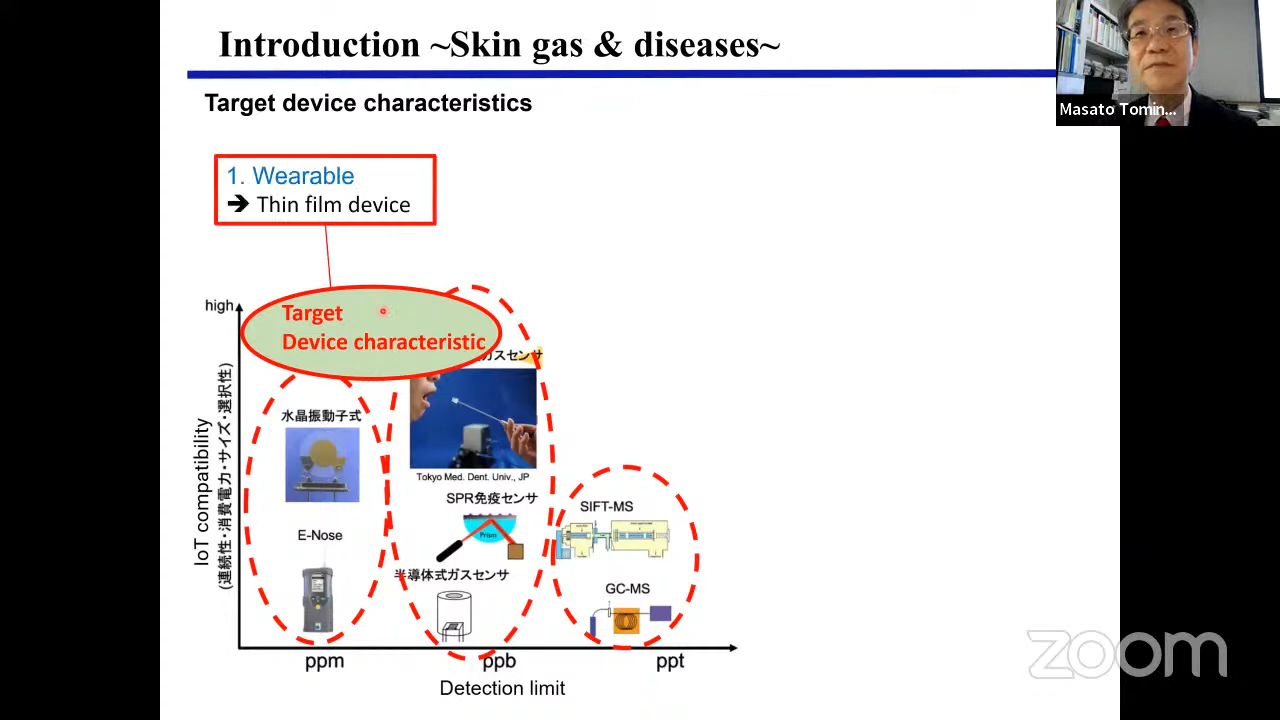 Introduction ~Skin gas & diseases~
Masato Tomin...
Target device characteristics
1. Wearable
➔ Thin film device
high
Target
Device characteristic
ガスセンサ
水晶振動子式
Tokyo Med. Dent. Univ., JP
SPR免疫センサ
Prism
SIFT-MS
E-Nose
半導体式ガスセンサ
GC-MS
IoT compatibility
(連続性・消費電力・サイズ・選択性)
ppm
ppb
ppt
Detection limit
zoom